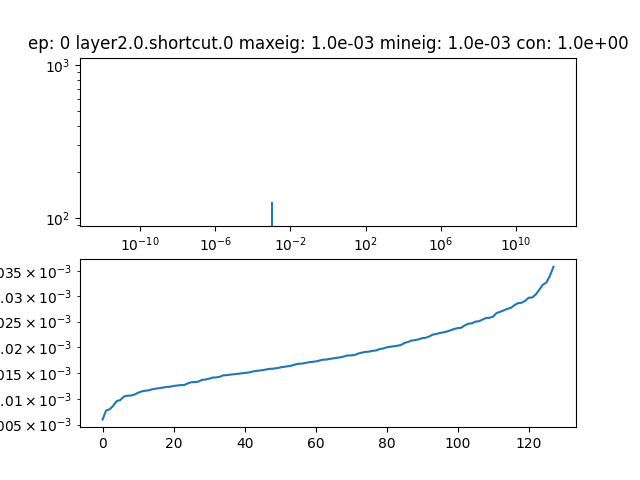 ep: 0 layer2.0.shortcut.0 maxeig: 1.0e-03 mineig: 1.0e-03 con: 1.0e+00
10³
10²
10⁻¹⁰ 10⁻⁶ 10⁻² 10² 10⁶ 10¹⁰
035 × 10⁻³
.03 × 10⁻³
025 × 10⁻³
.02 × 10⁻³
015 × 10⁻³
.01 × 10⁻³
005 × 10⁻³
0 20 40 60 80 100 120